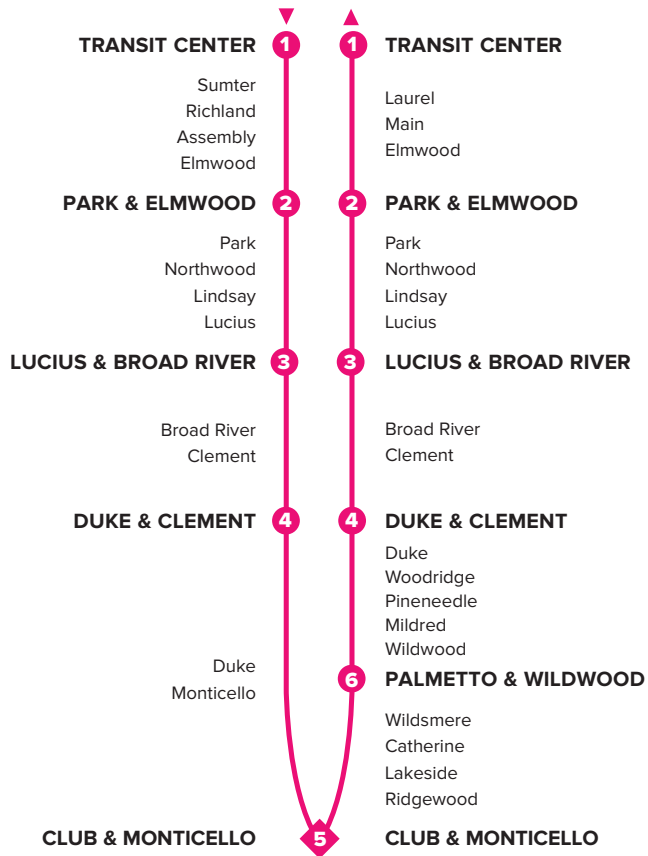 TRANSIT CENTER 1 1 TRANSIT CENTER
Sumter
Richland
Assembly
Elmwood
Laurel
Main
Elmwood
PARK & ELMWOOD 2 2 PARK & ELMWOOD
Park
Northwood
Lindsay
Lucius
Park
Northwood
Lindsay
Lucius
LUCIUS & BROAD RIVER 3 3 LUCIUS & BROAD RIVER
Broad River
Clement
Broad River
Clement
DUKE & CLEMENT 4 4 DUKE & CLEMENT
Duke
Monticello
Duke
Woodridge
Pineneedle
Mildred
Wildwood
6 PALMETTO & WILDWOOD
Wildsmere
Catherine
Lakeside
Ridgewood
CLUB & MONTICELLO 5 CLUB & MONTICELLO